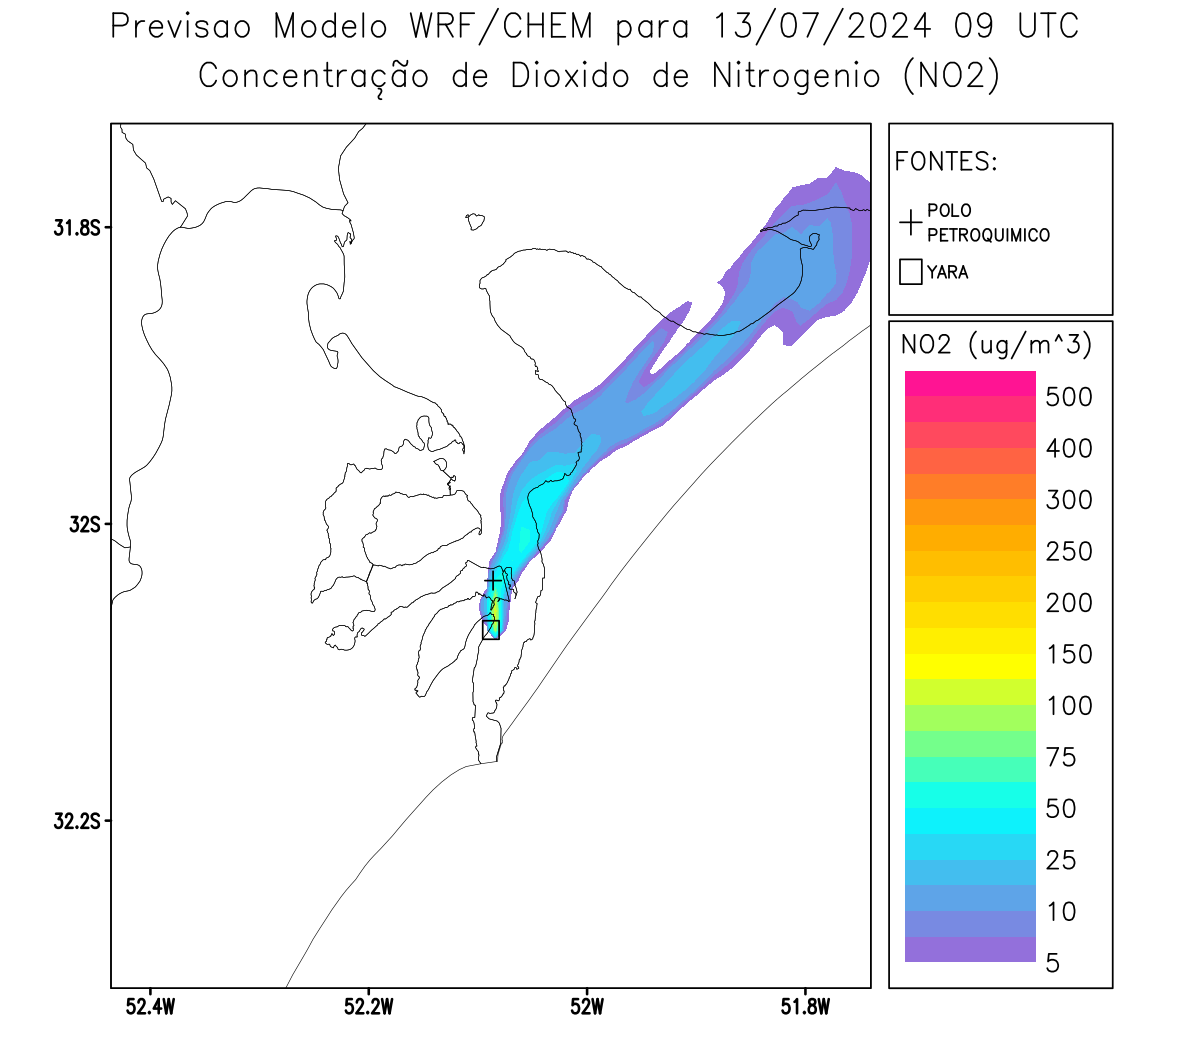 Previsao Modelo WRF/CHEM para 13/07/2024 09 UTC
Concentração de Dioxido de Nitrogenio (NO2)
FONTES:
POLO
PETROQUIMICO
YARA
NO2 (ug/m^3)
500
400
300
250
200
150
100
75
50
25
10
5
31.8S
32S
32.2S
52.4W
52.2W
52W
51.8W